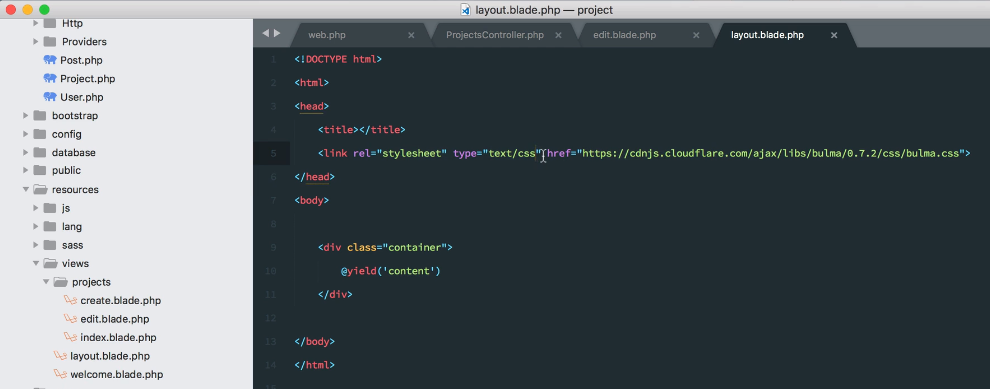 layout.blade.php — project
Http
Providers
Post.php
Project.php
User.php
bootstrap
config
database
public
resources
js
lang
sass
views
projects
create.blade.php
edit.blade.php
index.blade.php
layout.blade.php
welcome.blade.php
web.php
ProjectsController.php
edit.blade.php
layout.blade.php
1 <!DOCTYPE html>
2 <html>
3 <head>
4 <title></title>
5 <link rel="stylesheet" type="text/css" href="https://cdnjs.cloudflare.com/ajax/libs/bulma/0.7.2/css/bulma.css">
6 </head>
7 <body>
8
9 <div class="container">
10 @yield('content')
11 </div>
12
13 </body>
14 </html>